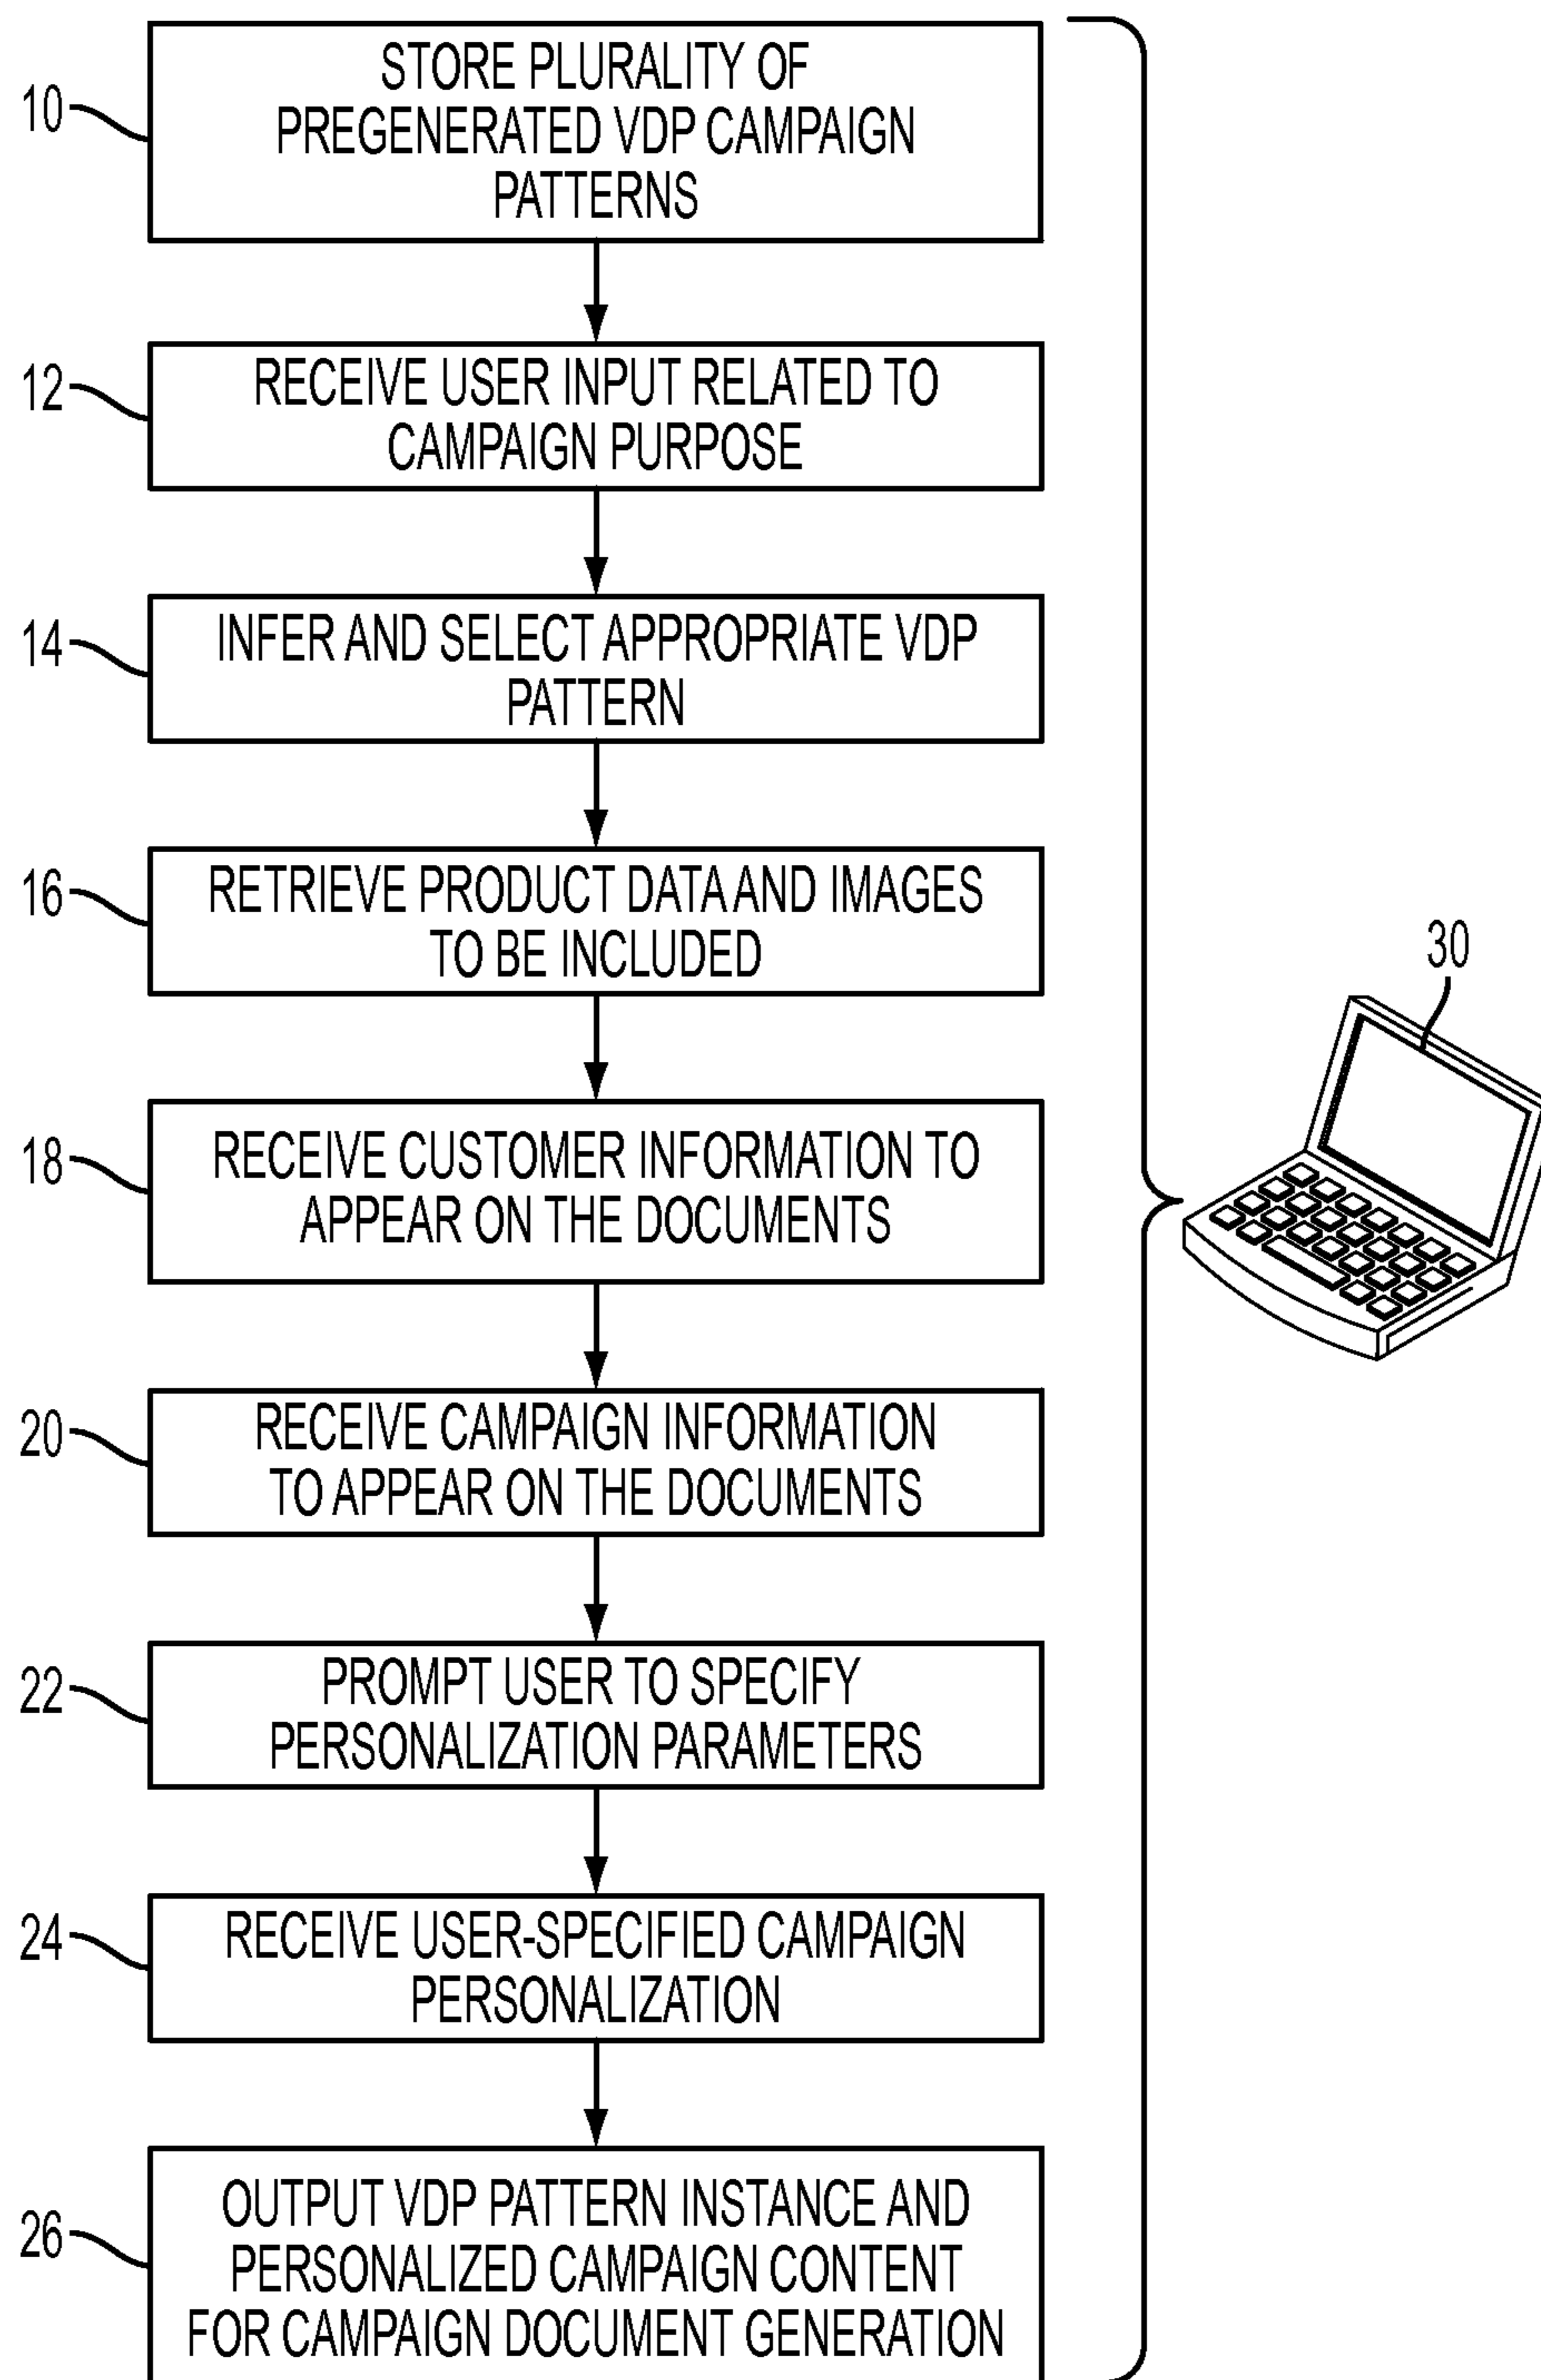 10
STORE PLURALITY OF
PREGENERATED VDP CAMPAIGN
PATTERNS
12
RECEIVE USER INPUT RELATED TO
CAMPAIGN PURPOSE
14
INFER AND SELECT APPROPRIATE VDP
PATTERN
16
RETRIEVE PRODUCT DATA AND IMAGES
TO BE INCLUDED
30
18
RECEIVE CUSTOMER INFORMATION TO
APPEAR ON THE DOCUMENTS
20
RECEIVE CAMPAIGN INFORMATION
TO APPEAR ON THE DOCUMENTS
22
PROMPT USER TO SPECIFY
PERSONALIZATION PARAMETERS
24
RECEIVE USER-SPECIFIED CAMPAIGN
PERSONALIZATION
26
OUTPUT VDP PATTERN INSTANCE AND
PERSONALIZED CAMPAIGN CONTENT
FOR CAMPAIGN DOCUMENT GENERATION